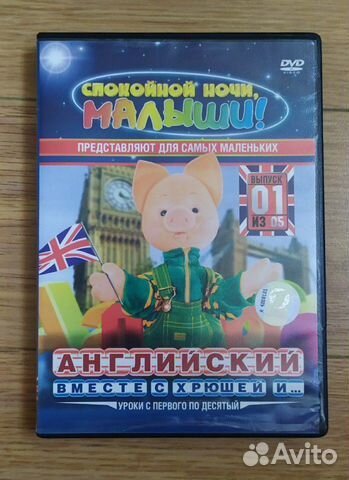 DVD
VIDEO
СПОКОЙНОЙ НОЧИ,
МАЛЫШИ!
ПРЕДСТАВЛЯЮТ ДЛЯ САМЫХ МАЛЕНЬКИХ
ВЫПУСК
01
ИЗ 05
АНГЛИЙСКИЙ
ВМЕСТЕ С ХРЮШЕЙ И...
УРОКИ С ПЕРВОГО ПО ДЕСЯТЫЙ
Avito